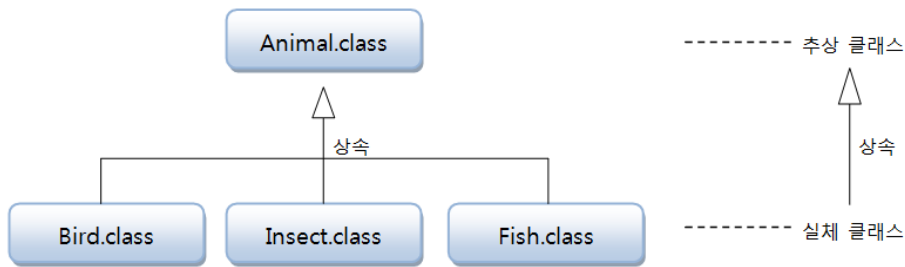 Animal.class
---------- 추상 클래스
상속
상속
Bird.class
Insect.class
Fish.class
---------- 실체 클래스